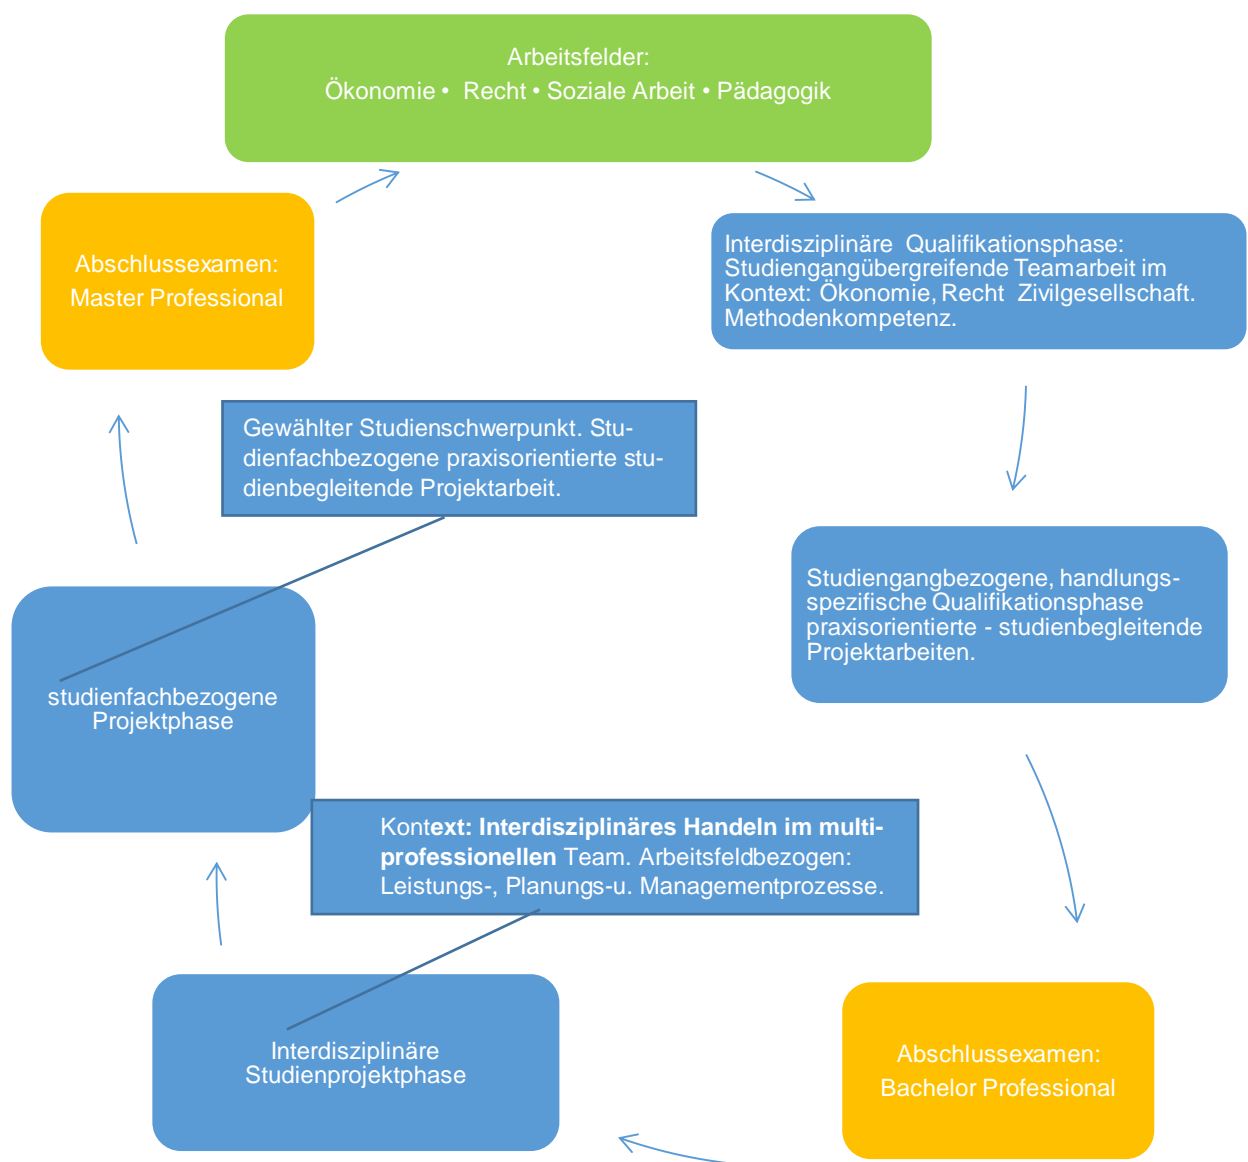 Arbeitsfelder:
Ökonomie • Recht • Soziale Arbeit • Pädagogik
Abschlussexamen:
Master Professional
Interdisziplinäre Qualifikationsphase:
Studiengangübergreifende Teamarbeit im
Kontext: Ökonomie, Recht Zivilgesellschaft.
Methodenkompetenz.
Gewählter Studienschwerpunkt. Stu-
dienfachbezogene praxisorientierte stu-
dienbegleitende Projektarbeit.
Studiengangbezogene, handlungs-
spezifische Qualifikationsphase
praxisorientierte - studienbegleitende
Projektarbeiten.
studienfachbezogene
Projektphase
Kontext: Interdisziplinäres Handeln im multi-
professionellen Team. Arbeitsfeldbezogen:
Leistungs-, Planungs-u. Managementprozesse.
Interdisziplinäre
Studienprojektphase
Abschlussexamen:
Bachelor Professional